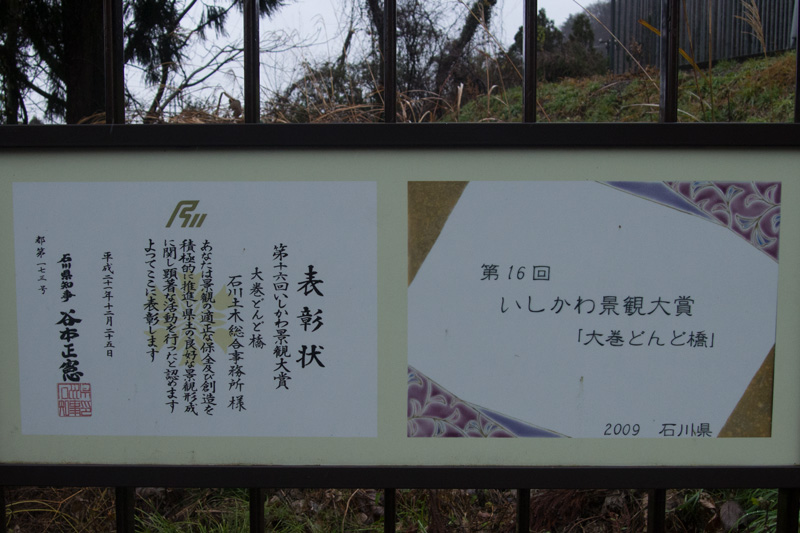 表彰状
第十六回いしかわ景観大賞
大巻どんど橋
石川土木総合事務所 様
あなたは景観の適正な保全及び創造を
積極的に推進し県土の良好な景観形成
に関し顕著な活動を行ったと認めます
よってここに表彰します
平成二十一年十二月二十五日
石川県知事 谷本正憲
都第一七三号
第16回
いしかわ景観大賞
「大巻どんど橋」
2009 石川県